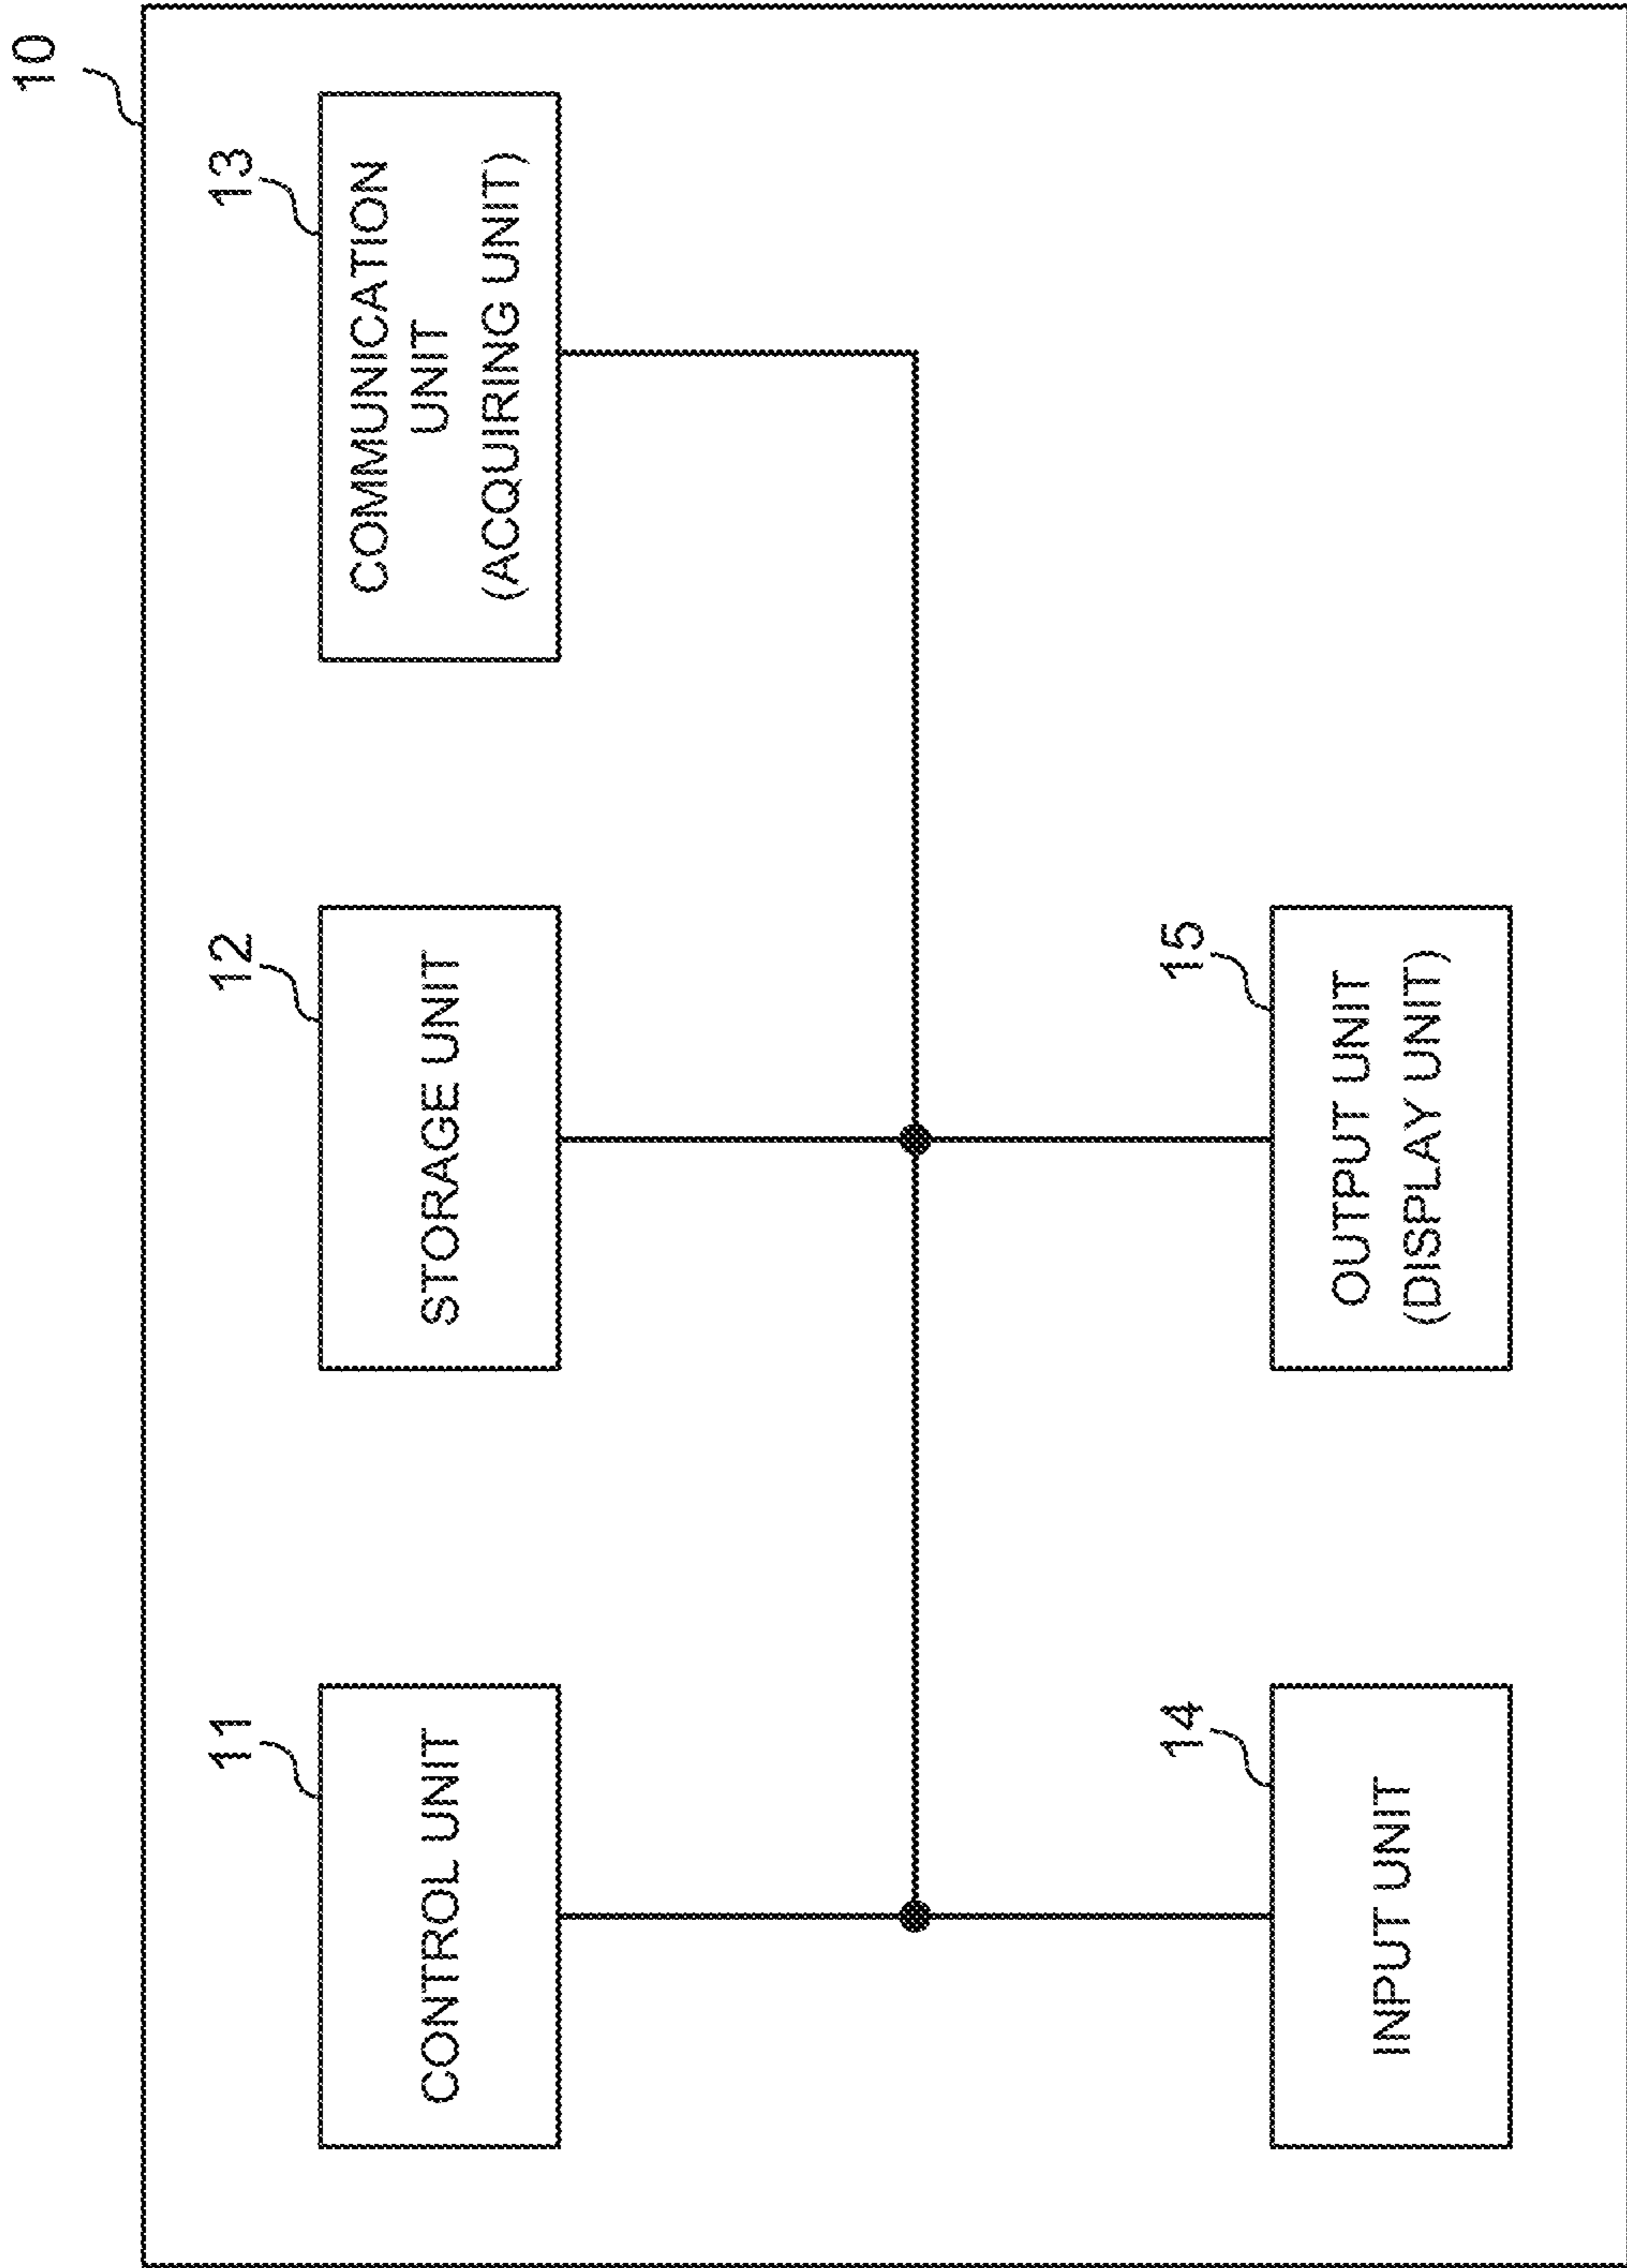 10
11
CONTROL UNIT
12
STORAGE UNIT
13
COMMUNICATION
UNIT
(ACQUIRING UNIT)
14
INPUT UNIT
15
OUTPUT UNIT
(DISPLAY UNIT)